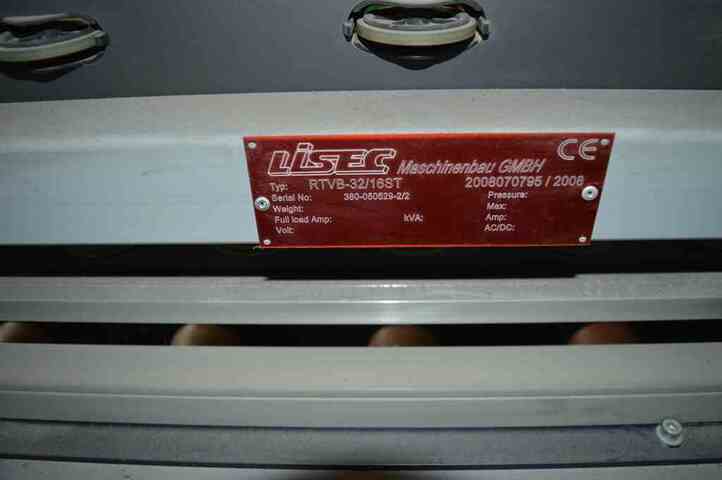 LiSEC Maschinenbau GMBH CE
Typ: RTVB-32/16ST 2008070795 / 2008
Serial No: 380-050529-2/2 Pressure:
Weight: Max:
Full load Amp: kVA: Amp:
Volt: AC/DC: